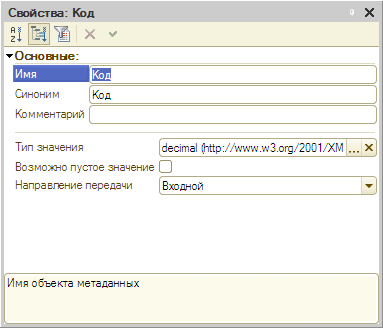 Свойства: Код
Основные:
Имя Код
Синоним Код
Комментарий
Тип значения decimal (http://www.w3.org/2001/XM ...
Возможно пустое значение
Направление передачи Входной
Имя объекта метаданных